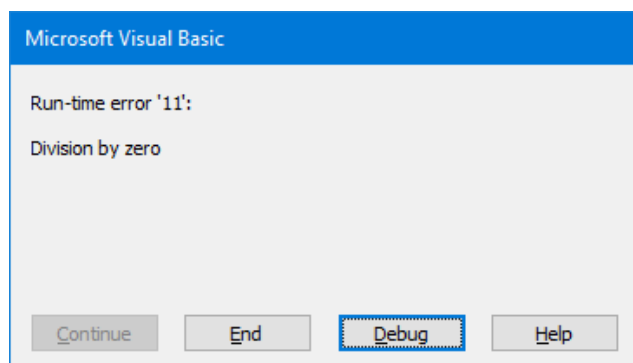 Microsoft Visual Basic
Run-time error '11':
Division by zero
Continue End Debug Help